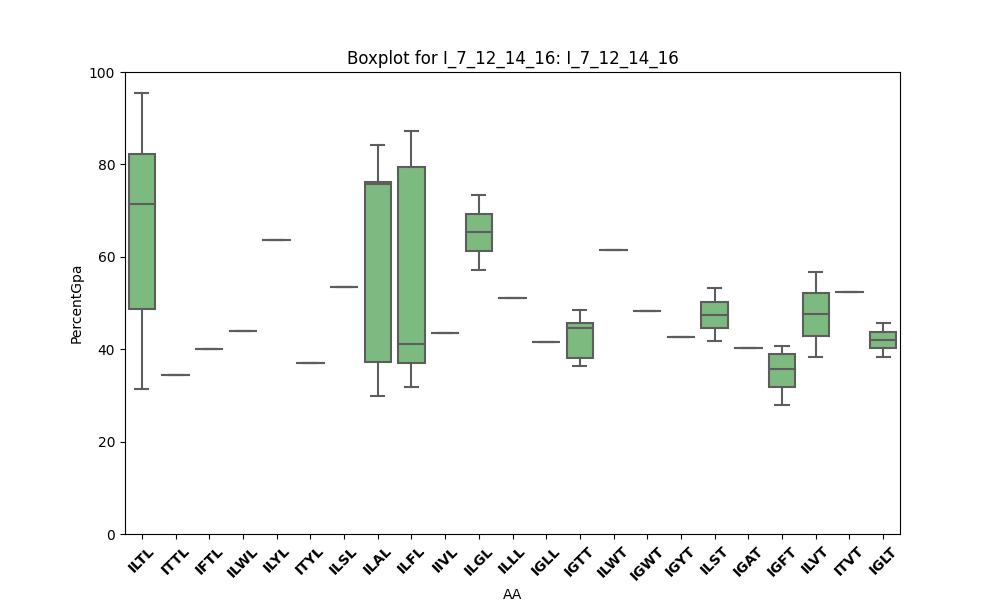 Boxplot for I_7_12_14_16: I_7_12_14_16
100
80
60
40
20
0
PercentGpa
ILTL ITTL IFTL ILWL ILYL ITYL ILSL ILAL ILFL IIVL ILGL ILLL IGLL IGTT ILWT IGWT IGYT ILST IGAT IGFT ILVT ITVT IGLT
AA